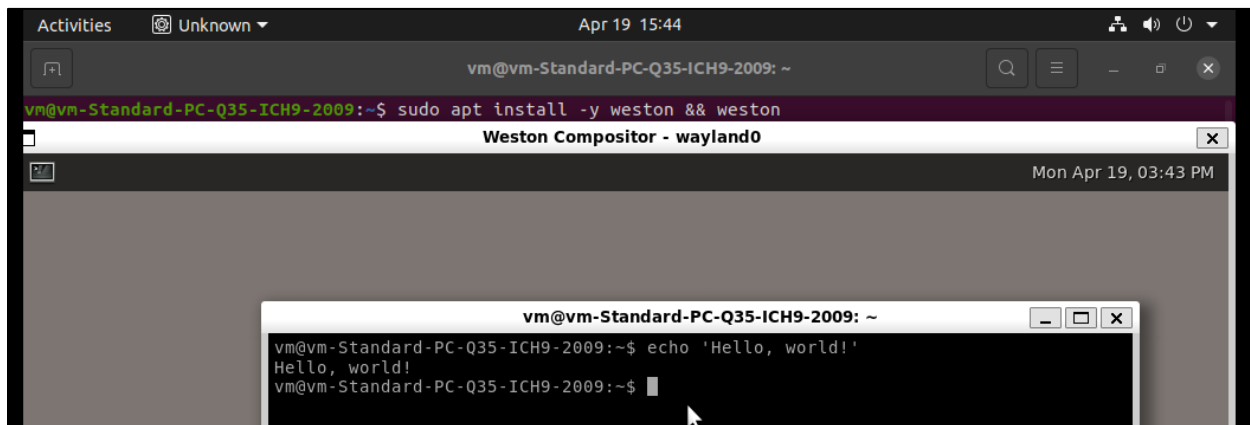 Activities Unknown Apr 19 15:44
vm@vm-Standard-PC-Q35-ICH9-2009: ~
vm@vm-Standard-PC-Q35-ICH9-2009:~$ sudo apt install -y weston && weston
Weston Compositor - wayland0
Mon Apr 19, 03:43 PM
vm@vm-Standard-PC-Q35-ICH9-2009: ~
vm@vm-Standard-PC-Q35-ICH9-2009:~$ echo 'Hello, world!'
Hello, world!
vm@vm-Standard-PC-Q35-ICH9-2009:~$